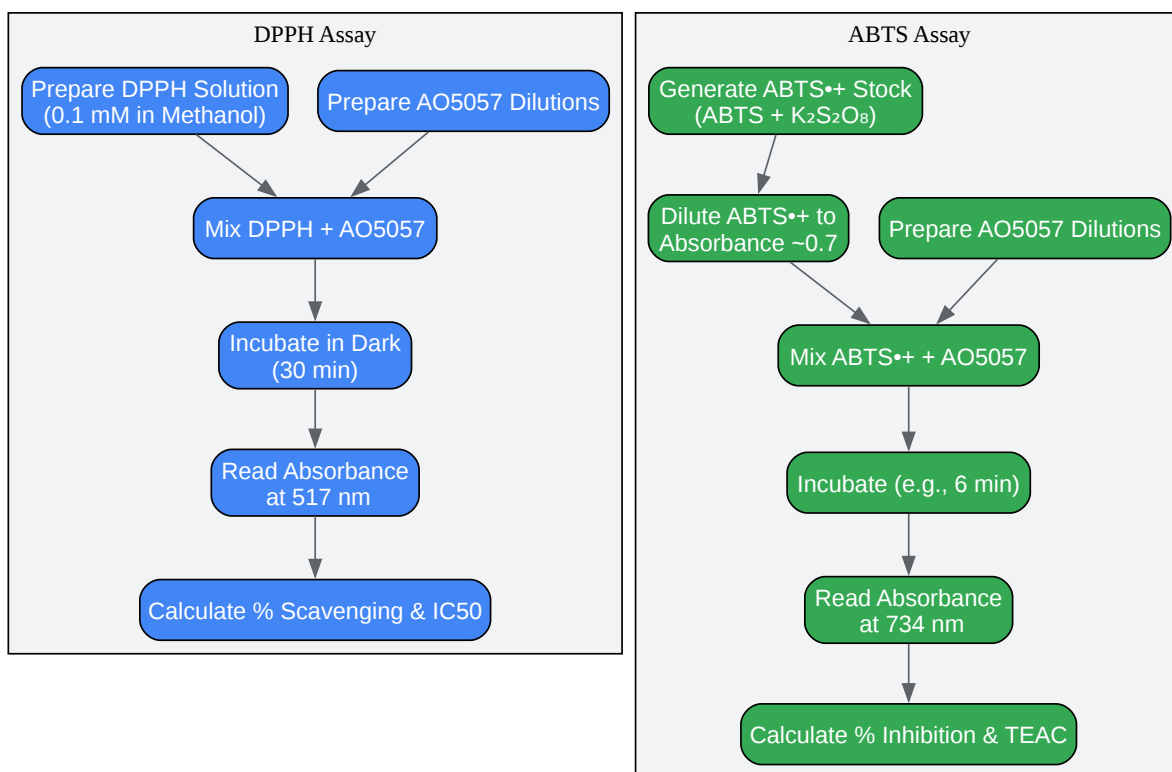 DPPH Assay
Prepare DPPH Solution
(0.1 mM in Methanol)
Prepare AO5057 Dilutions
Mix DPPH + AO5057
Incubate in Dark
(30 min)
Read Absorbance
at 517 nm
Calculate % Scavenging & IC50
ABTS Assay
Generate ABTS•+ Stock
(ABTS + K₂S₂O₈)
Dilute ABTS•+ to
Absorbance ~0.7
Prepare AO5057 Dilutions
Mix ABTS•+ + AO5057
Incubate (e.g., 6 min)
Read Absorbance
at 734 nm
Calculate % Inhibition & TEAC